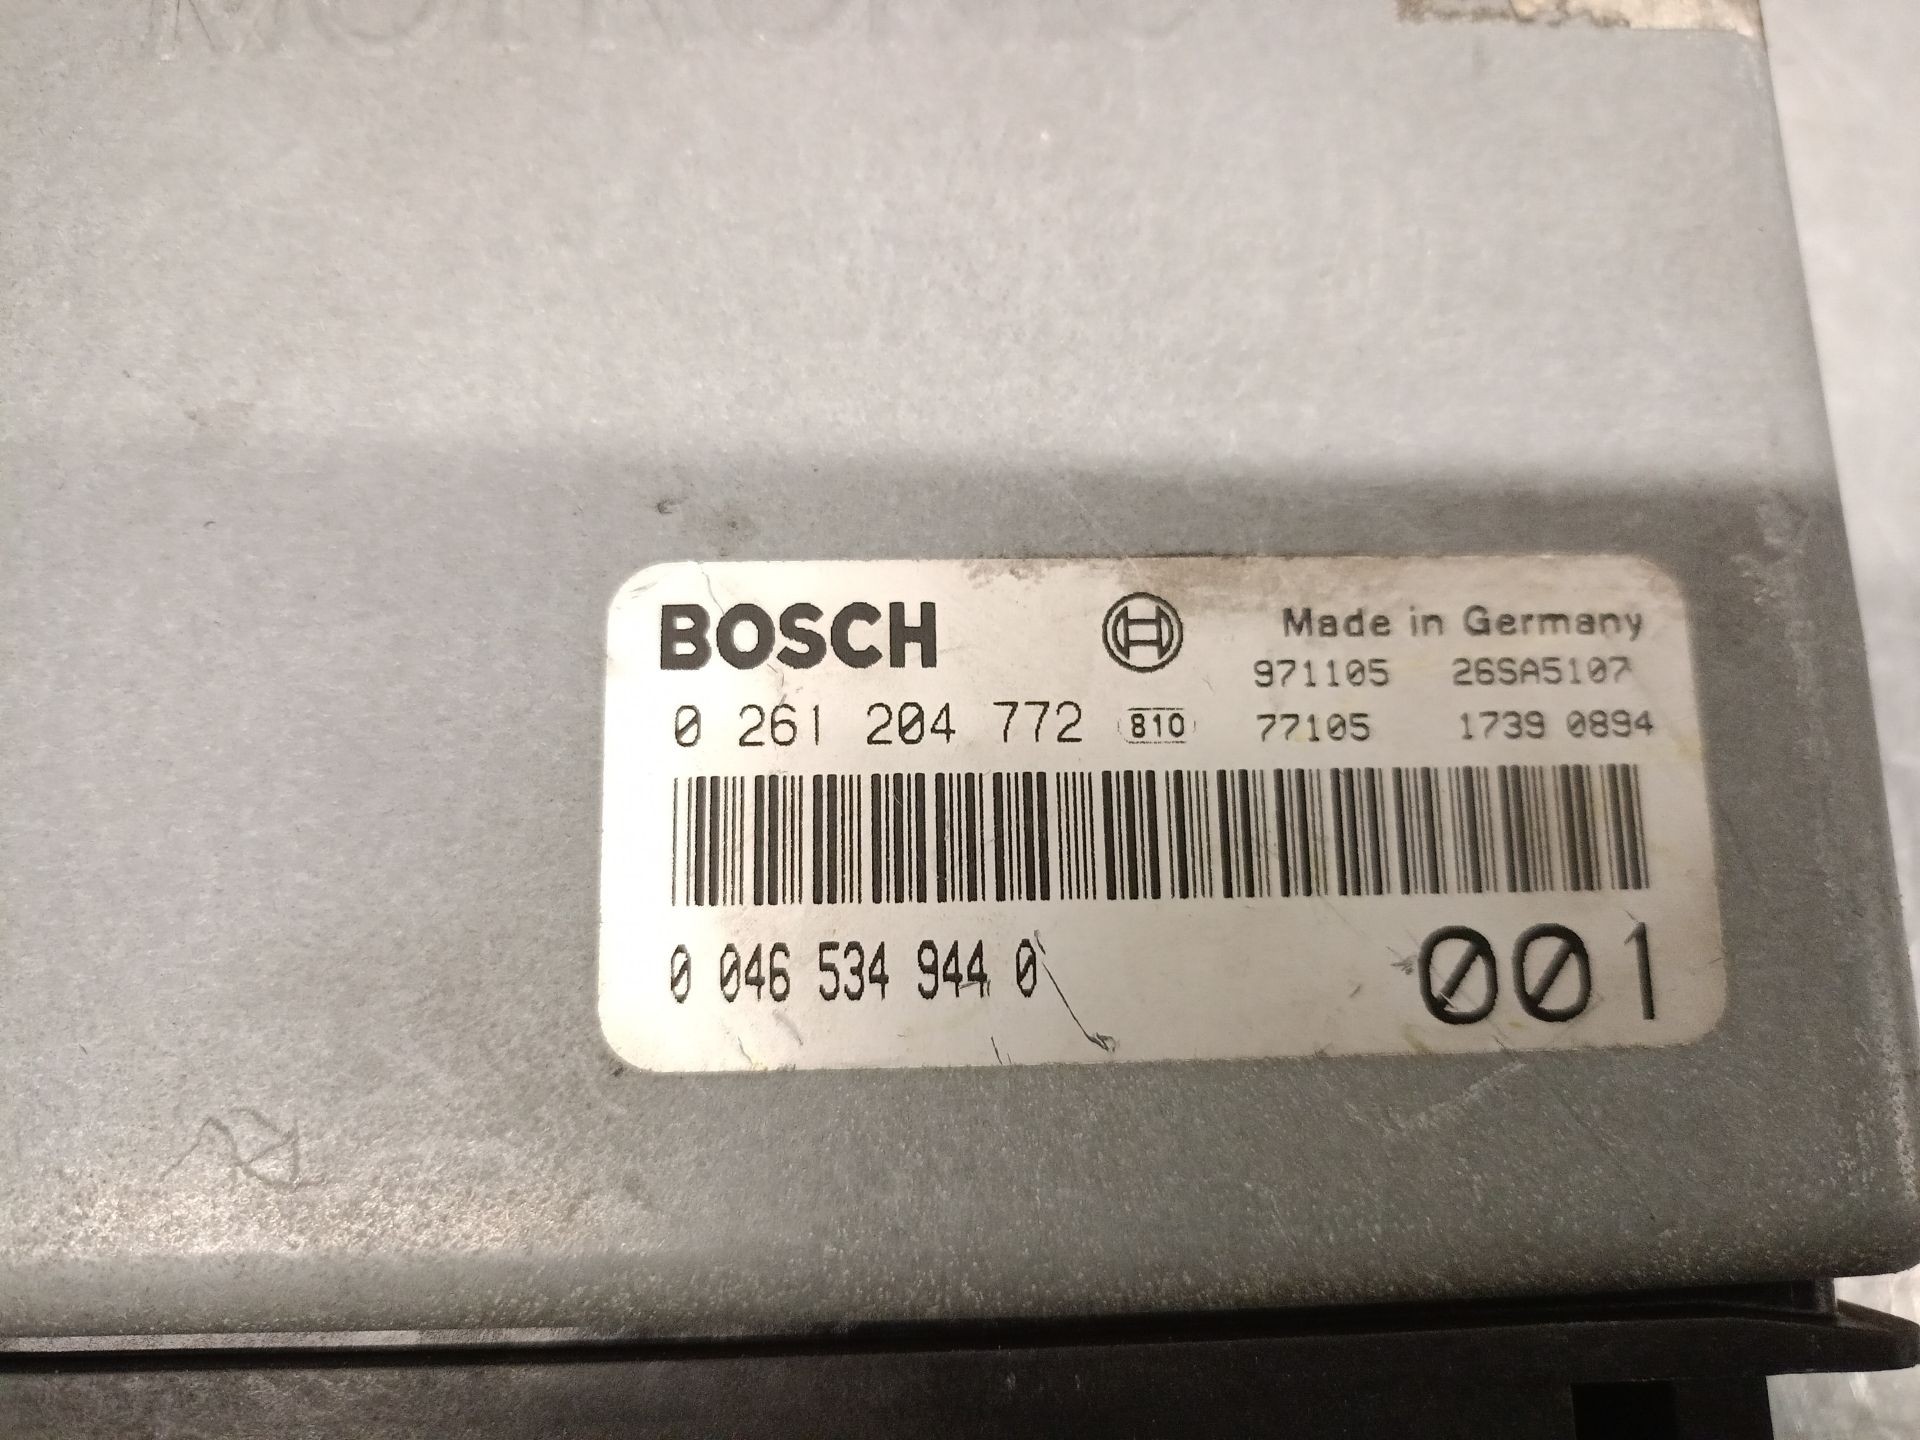 MOTRONIC
BOSCH
Made in Germany
971105 26SA5107
0 261 204 772 810 77105 1739 0894
0 046 534 944 0
001